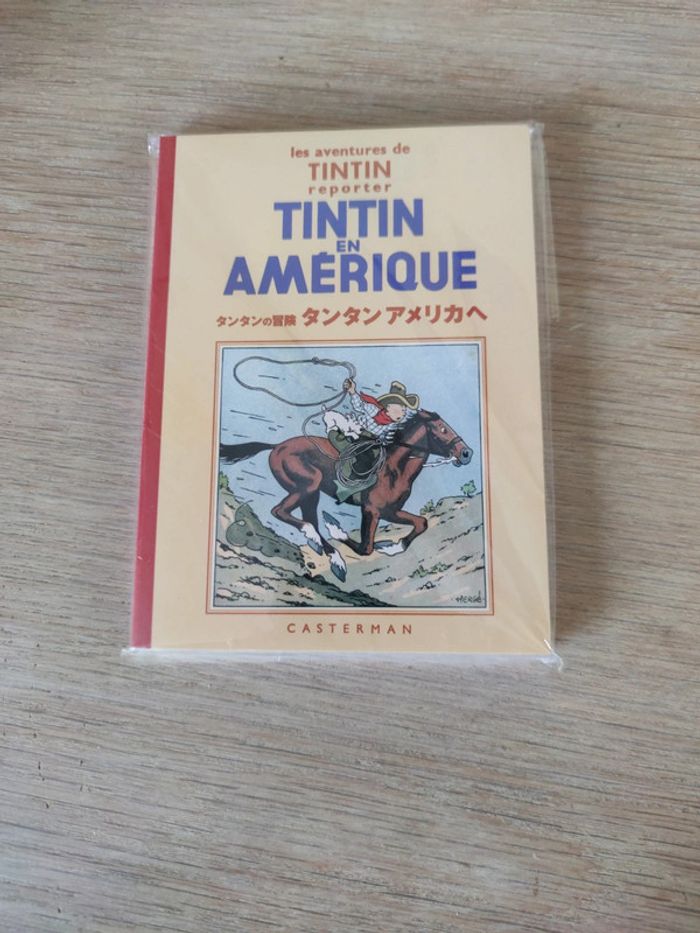 les aventures de
TINTIN
reporter
TINTIN
EN
AMÉRIQUE
タンタンの冒険 タンタン アメリカへ
HERGÉ
CASTERMAN